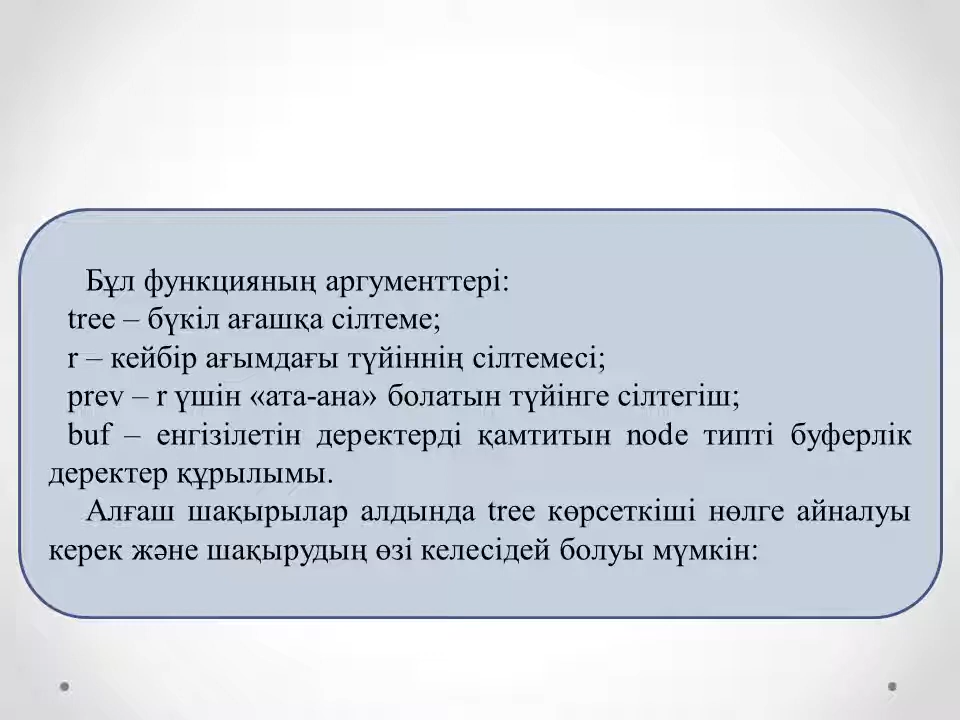 Бұл функцияның аргументтері:
tree – бүкіл ағашқа сілтеме;
r – кейбір ағымдағы түйіннің сілтемесі;
prev – r үшін «ата-ана» болатын түйінге сілтегіш;
buf – енгізілетін деректерді қамтитын node типті буферлік
деректер құрылымы.
Алғаш шақырылар алдында tree көрсеткіші нөлге айналуы
керек және шақырудың өзі келесідей болуы мүмкін: